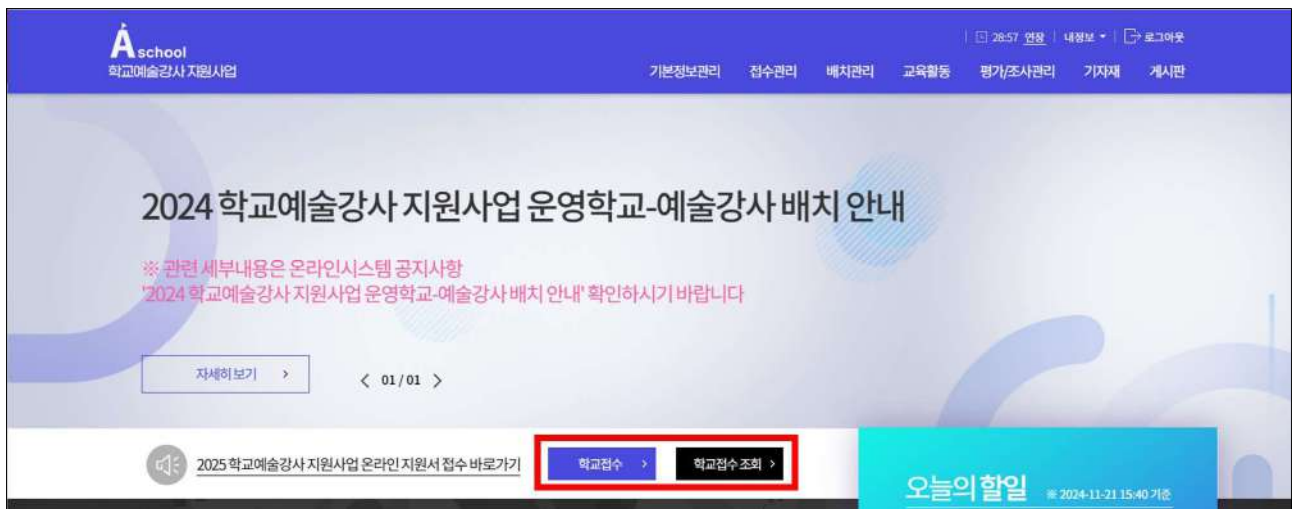 Aschool
학교예술강사 지원사업
28:57 연장 내정보 로그아웃
기본정보관리 접수관리 배치관리 교육활동 평가/조사관리 기자재 게시판
2024 학교예술강사 지원사업 운영학교-예술강사 배치 안내
※ 관련 세부내용은 온라인시스템 공지사항
'2024 학교예술강사 지원사업 운영학교-예술강사 배치 안내' 확인하시기 바랍니다
자세히보기 > < 01 / 01 >
2025 학교예술강사 지원사업 온라인 지원서 접수 바로가기 학교접수 > 학교접수 조회 >
오늘의 할일 ※ 2024-11-21 15:40 기준